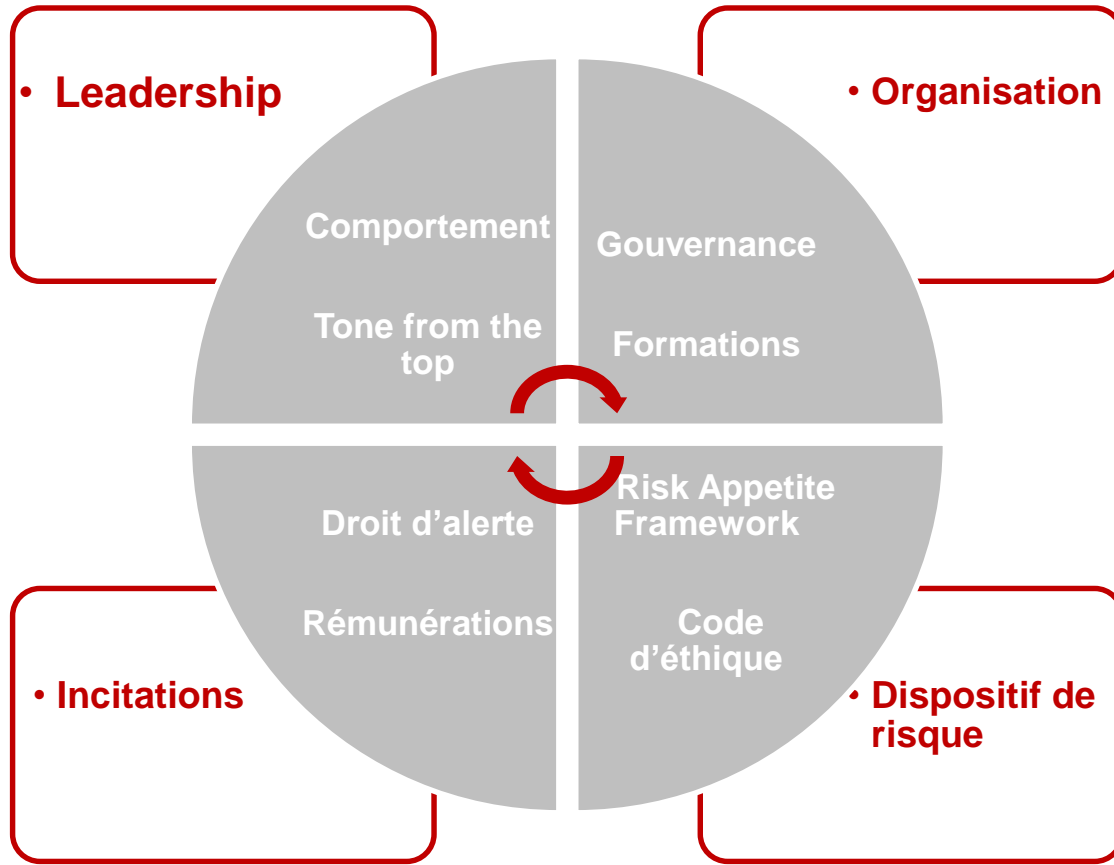 • Leadership
• Organisation
Comportement
Tone from the
top
Gouvernance
Formations
Droit d’alerte
Rémunérations
Risk Appetite
Framework
Code
d’éthique
• Incitations
• Dispositif de
risque